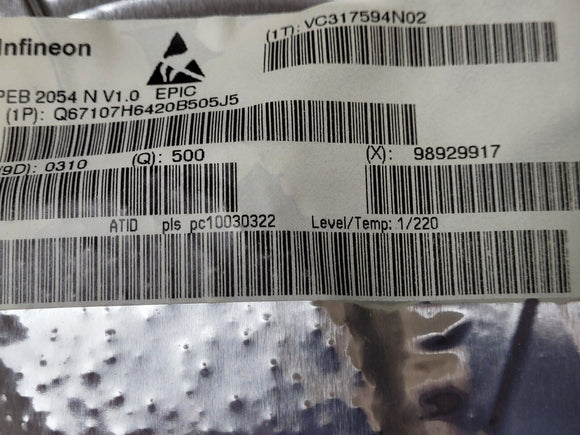 Infineon
(1T): VC317594N02
EPIC
PEB 2054 N V1.0
(1P): Q67107H6420B505J5
(9D): 0310 (Q): 500 (X): 98929917
ATID pls pc10030322 Level/Temp: 1/220